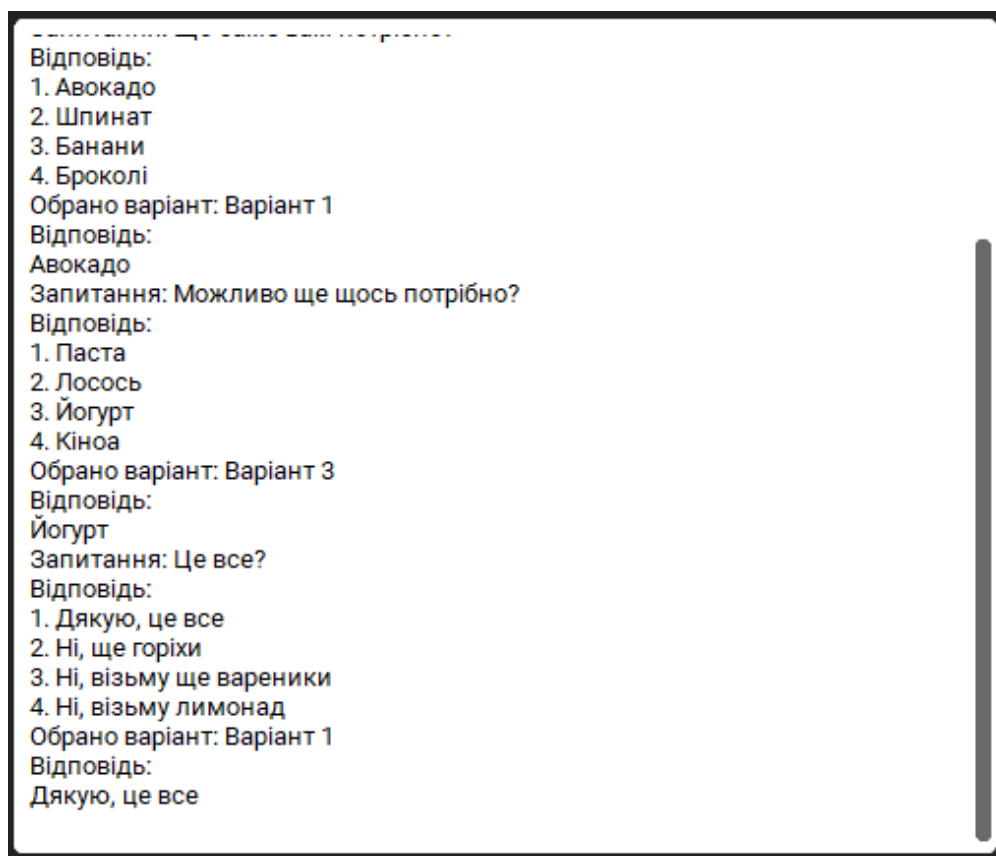 Відповідь:
1. Авокадо
2. Шпинат
3. Банани
4. Броколі
Обрано варіант: Варіант 1
Відповідь:
Авокадо
Запитання: Можливо ще щось потрібно?
Відповідь:
1. Паста
2. Лосось
3. Йогурт
4. Кіноа
Обрано варіант: Варіант 3
Відповідь:
Йогурт
Запитання: Це все?
Відповідь:
1. Дякую, це все
2. Ні, ще горіхи
3. Ні, візьму ще вареники
4. Ні, візьму лимонад
Обрано варіант: Варіант 1
Відповідь:
Дякую, це все